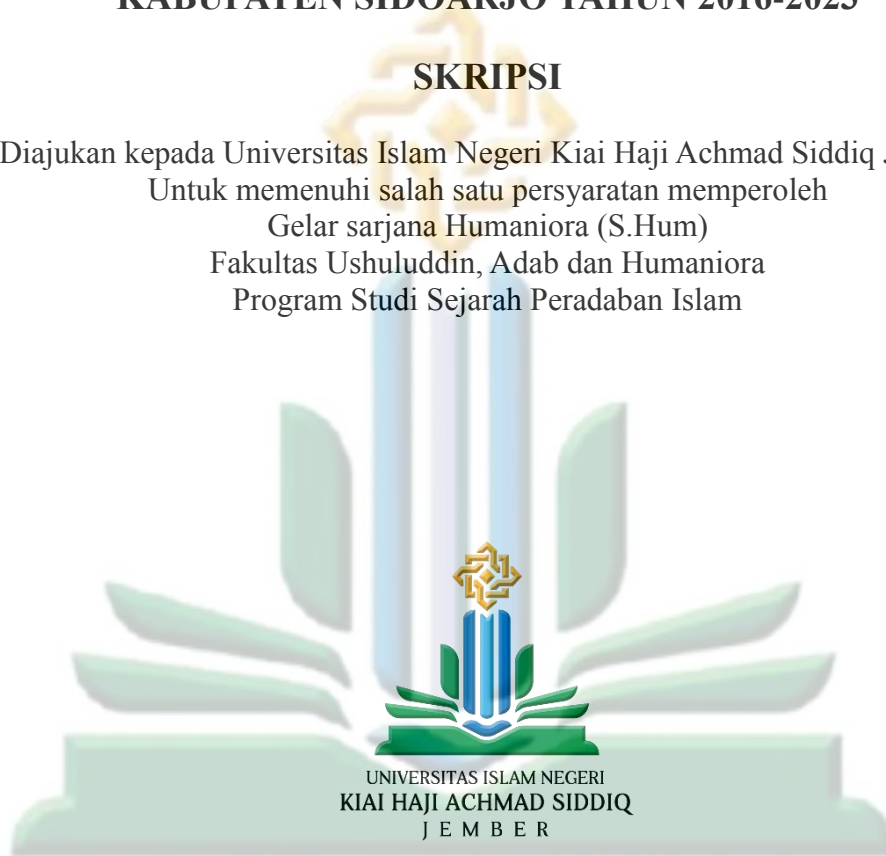 KABUPATEN SIDOARJO TAHUN 2016-2023
SKRIPSI
Diajukan kepada Universitas Islam Negeri Kiai Haji Achmad Siddiq
Untuk memenuhi salah satu persyaratan memperoleh
Gelar sarjana Humaniora (S.Hum)
Fakultas Ushuluddin, Adab dan Humaniora
Program Studi Sejarah Peradaban Islam
UNIVERSITAS ISLAM NEGERI
KIAI HAJI ACHMAD SIDDIQ
JEMBER